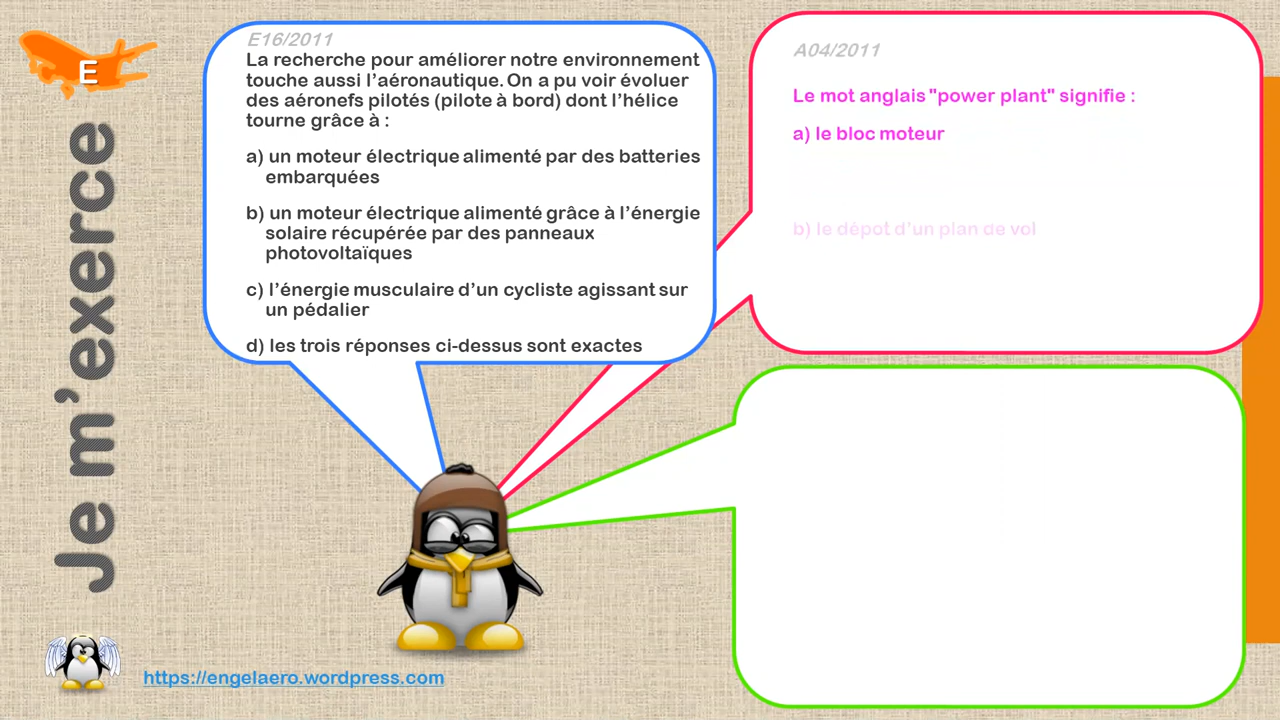 E
Je m’exerce
E16/2011
La recherche pour améliorer notre environnement
touche aussi l’aéronautique. On a pu voir évoluer
des aéronefs pilotés (pilote à bord) dont l’hélice
tourne grâce à :
a) un moteur électrique alimenté par des batteries
embarquées
b) un moteur électrique alimenté grâce à l’énergie
solaire récupérée par des panneaux
photovoltaïques
c) l’énergie musculaire d’un cycliste agissant sur
un pédalier
d) les trois réponses ci-dessus sont exactes
A04/2011
Le mot anglais "power plant" signifie :
a) le bloc moteur
b) le dépot d’un plan de vol
https://engelaero.wordpress.com